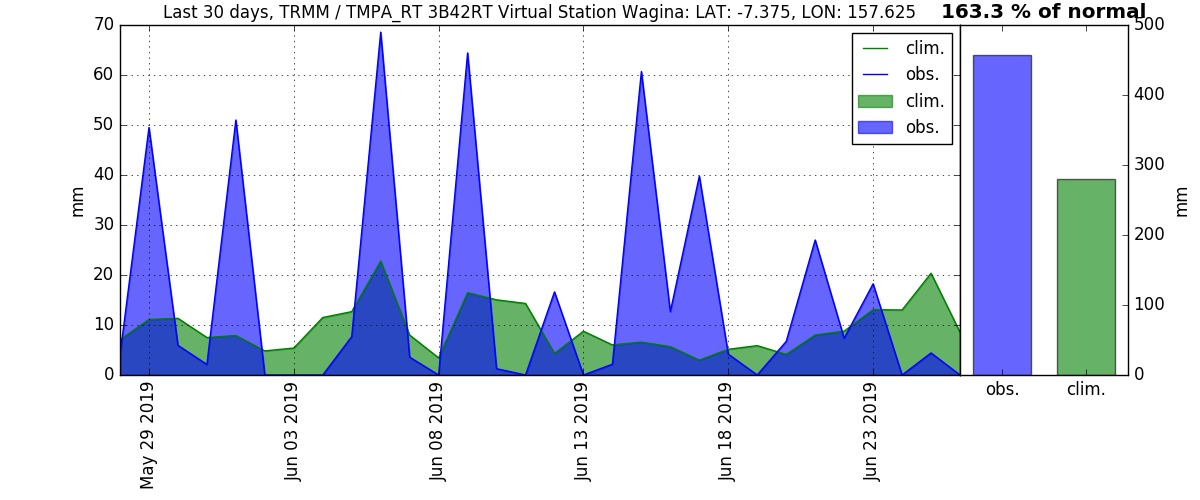 Last 30 days, TRMM / TMPA_RT 3B42RT Virtual Station Wagina: LAT: -7.375, LON: 157.625
163.3 % of normal
70
60
50
40
30
20
10
0
mm
clim.
obs.
clim.
obs.
May 29 2019
Jun 03 2019
Jun 08 2019
Jun 13 2019
Jun 18 2019
Jun 23 2019
500
400
300
200
100
0
mm
obs.
clim.